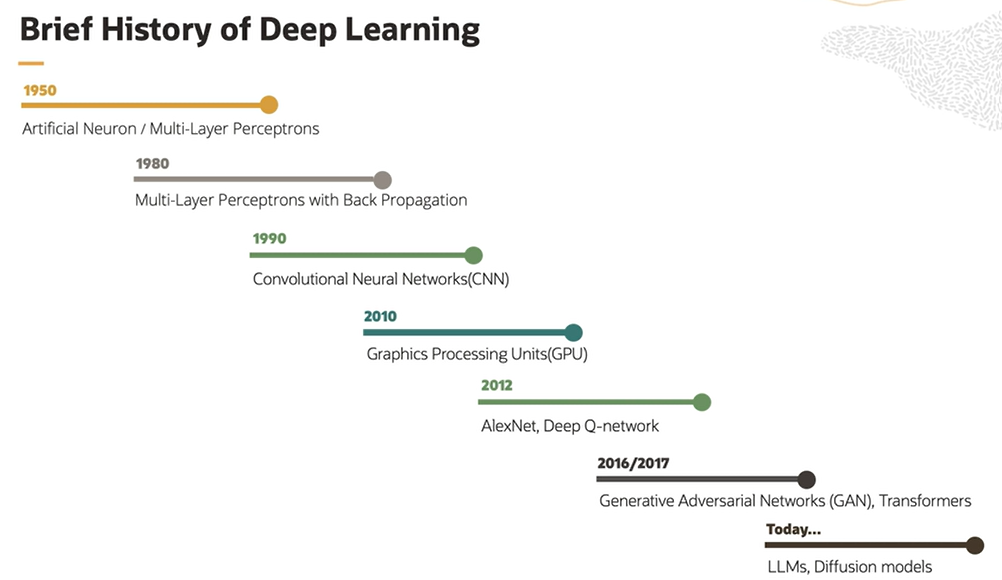 Brief History of Deep Learning
1950
Artificial Neuron / Multi-Layer Perceptrons
1980
Multi-Layer Perceptrons with Back Propagation
1990
Convolutional Neural Networks(CNN)
2010
Graphics Processing Units(GPU)
2012
AlexNet, Deep Q-network
2016/2017
Generative Adversarial Networks (GAN), Transformers
Today...
LLMs, Diffusion models